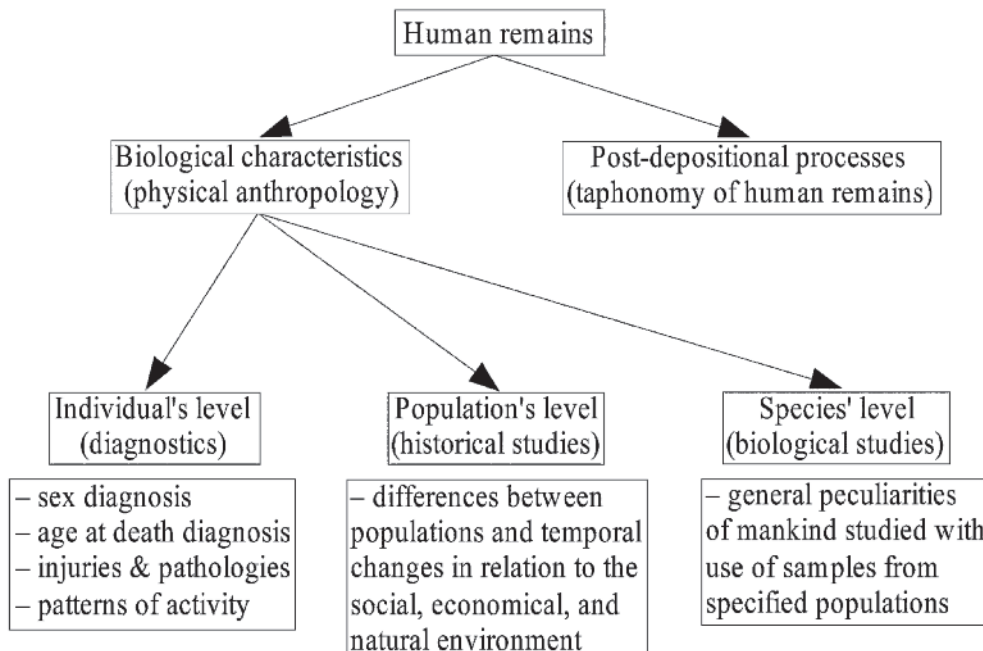 Human remains
Biological characteristics
(physical anthropology)
Post-depositional processes
(taphonomy of human remains)
Individual's level
(diagnostics)
– sex diagnosis
– age at death diagnosis
– injuries & pathologies
– patterns of activity
Population's level
(historical studies)
– differences between
populations and temporal
changes in relation to the
social, economical, and
natural environment
Species' level
(biological studies)
– general peculiarities
of mankind studied with
use of samples from
specified populations